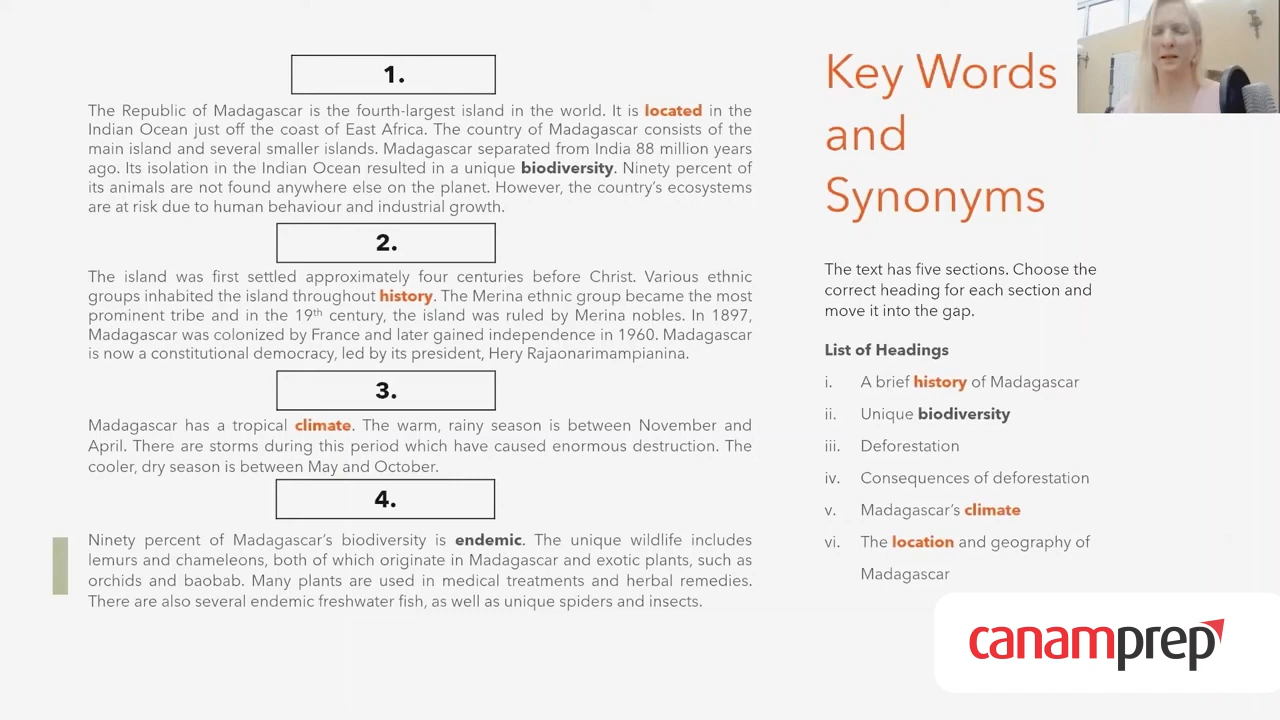 1.
The Republic of Madagascar is the fourth-largest island in the world. It is located in the
Indian Ocean just off the coast of East Africa. The country of Madagascar consists of the
main island and several smaller islands. Madagascar separated from India 88 million years
ago. Its isolation in the Indian Ocean resulted in a unique biodiversity. Ninety percent of
its animals are not found anywhere else on the planet. However, the country's ecosystems
are at risk due to human behaviour and industrial growth.
2.
The island was first settled approximately four centuries before Christ. Various ethnic
groups inhabited the island throughout history. The Merina ethnic group became the most
prominent tribe and in the 19th century, the island was ruled by Merina nobles. In 1897,
Madagascar was colonized by France and later gained independence in 1960. Madagascar
is now a constitutional democracy, led by its president, Hery Rajaonarimampianina.
3.
Madagascar has a tropical climate. The warm, rainy season is between November and
April. There are storms during this period which have caused enormous destruction. The
cooler, dry season is between May and October.
4.
Ninety percent of Madagascar's biodiversity is endemic. The unique wildlife includes
lemurs and chameleons, both of which originate in Madagascar and exotic plants, such as
orchids and baobab. Many plants are used in medical treatments and herbal remedies.
There are also several endemic freshwater fish, as well as unique spiders and insects.
Key Words
and
Synonyms
The text has five sections. Choose the
correct heading for each section and
move it into the gap.
List of Headings
i. A brief history of Madagascar
ii. Unique biodiversity
iii. Deforestation
iv. Consequences of deforestation
v. Madagascar's climate
vi. The location and geography of
Madagascar
canamprep